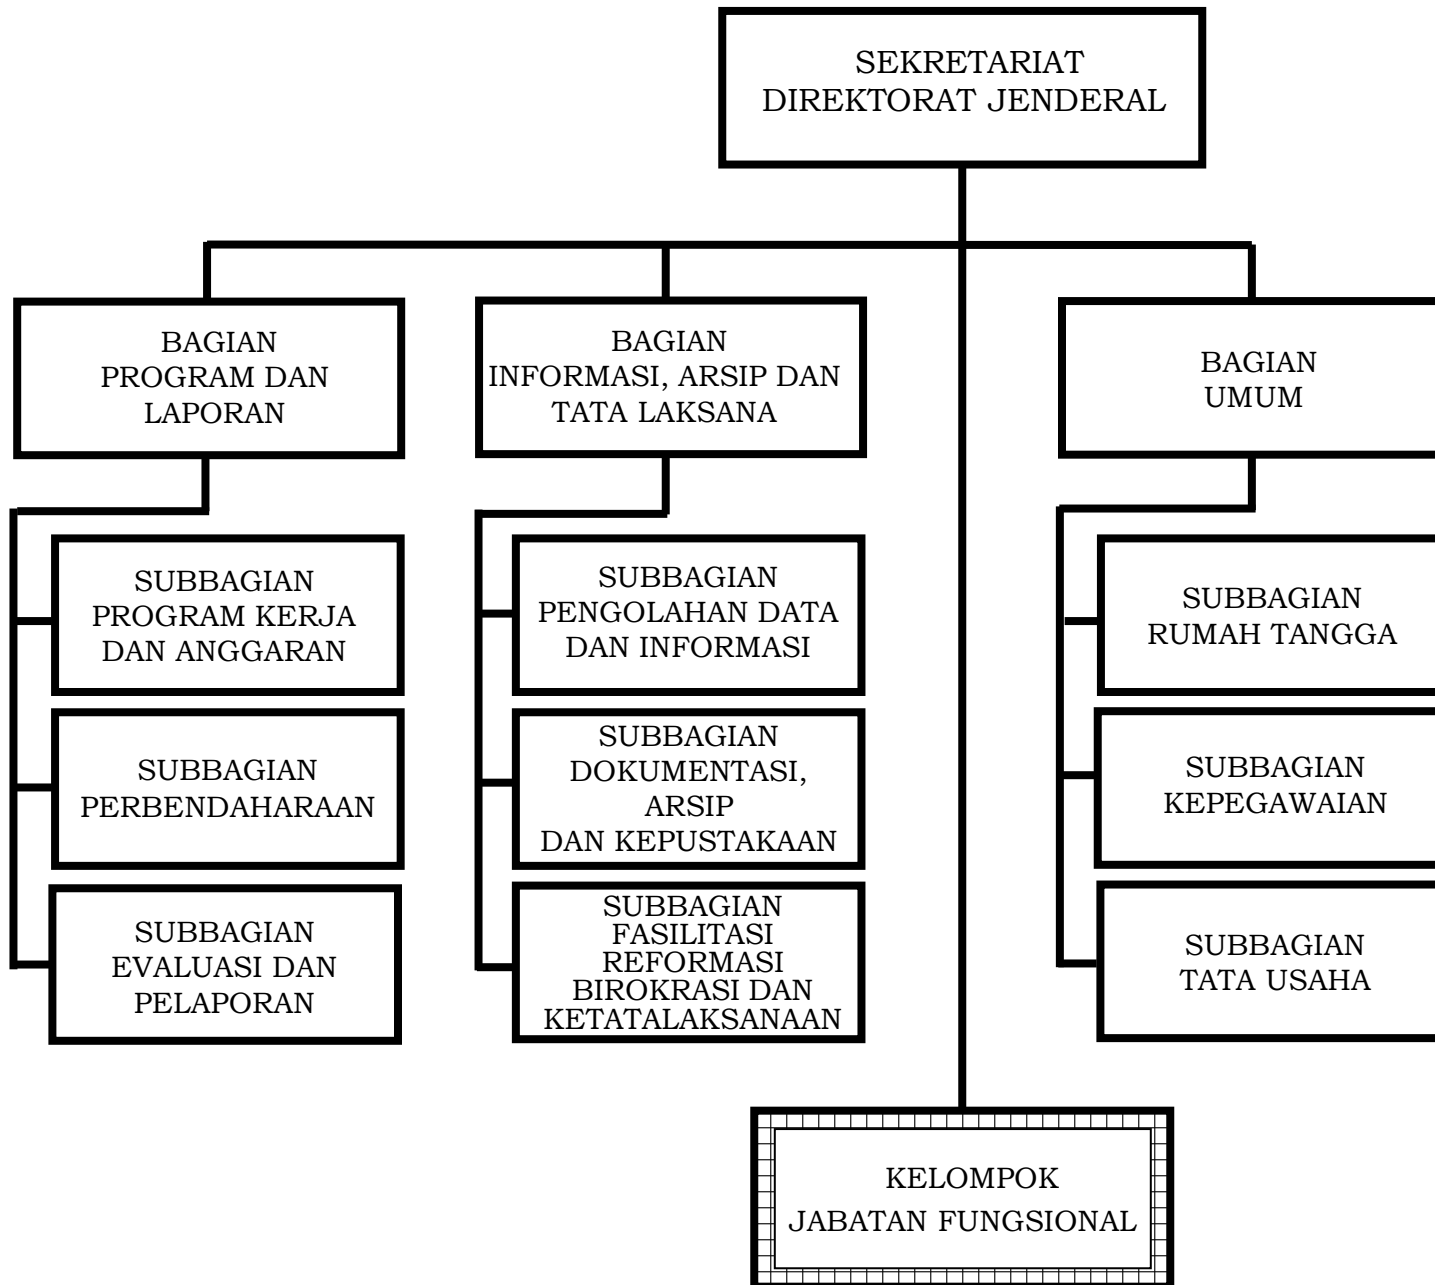 SEKRETARIAT
DIREKTORAT JENDERAL
BAGIAN
PROGRAM DAN
LAPORAN
BAGIAN
INFORMASI, ARSIP DAN
TATA LAKSANA
BAGIAN
UMUM
SUBBAGIAN
PROGRAM KERJA
DAN ANGGARAN
SUBBAGIAN
PERBENDAHARAAN
SUBBAGIAN
EVALUASI DAN
PELAPORAN
SUBBAGIAN
PENGOLAHAN DATA
DAN INFORMASI
SUBBAGIAN
DOKUMENTASI,
ARSIP
DAN KEPUSTAKAAN
SUBBAGIAN
FASILITASI
REFORMASI
BIROKRASI DAN
KETATALAKSANAAN
SUBBAGIAN
RUMAH TANGGA
SUBBAGIAN
KEPEGAWAIAN
SUBBAGIAN
TATA USAHA
KELOMPOK
JABATAN FUNGSIONAL